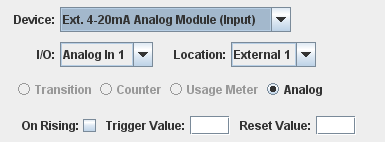 Device: Ext. 4-20mA Analog Module (Input)
I/O: Analog In 1 Location: External 1
Transition Counter Usage Meter Analog
On Rising: Trigger Value: Reset Value: